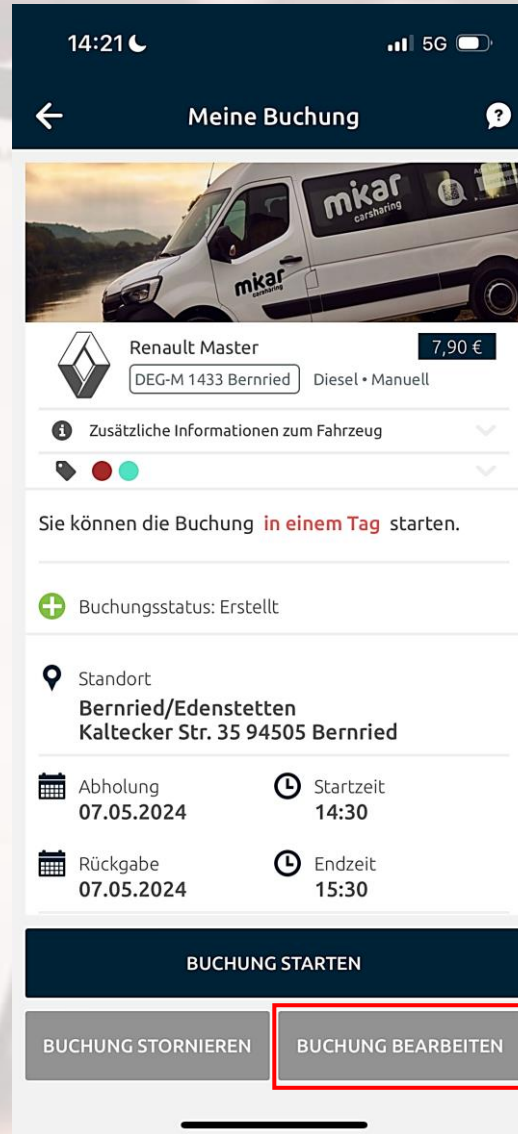 14:21
5G
Meine Buchung
?
mikar
carsharing
mikar
carsharing
Renault Master
7,90 €
DEG-M 1433 Bernried
Diesel • Manuell
Zusätzliche Informationen zum Fahrzeug
Sie können die Buchung in einem Tag starten.
Buchungsstatus: Erstellt
Standort
Bernried/Edenstetten
Kaltecker Str. 35 94505 Bernried
Abholung
07.05.2024
Startzeit
14:30
Rückgabe
07.05.2024
Endzeit
15:30
BUCHUNG STARTEN
BUCHUNG STORNIEREN
BUCHUNG BEARBEITEN